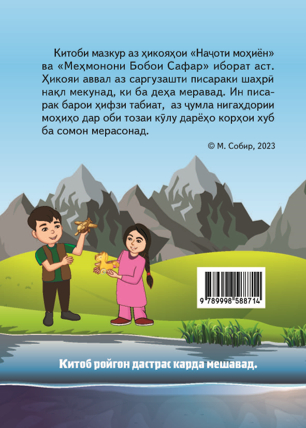 Китоби мазкур аз ҳикояҳои «Наҷоти моҳиён»
ва «Меҳмонони Бобои Сафар» иборат аст.
Ҳикояи аввал аз саргузашти писараки шаҳрӣ
нақл мекунад, ки ба деҳа меравад. Ин писа-
рак барои ҳифзи табиат, аз ҷумла нигаҳдории
моҳиҳо дар оби тозаи кӯлу дарёҳо корҳои хуб
ба сомон мерасонад.
© М. Собир, 2023
9 789998 588714
Китоб ройгон дастрас карда мешавад.